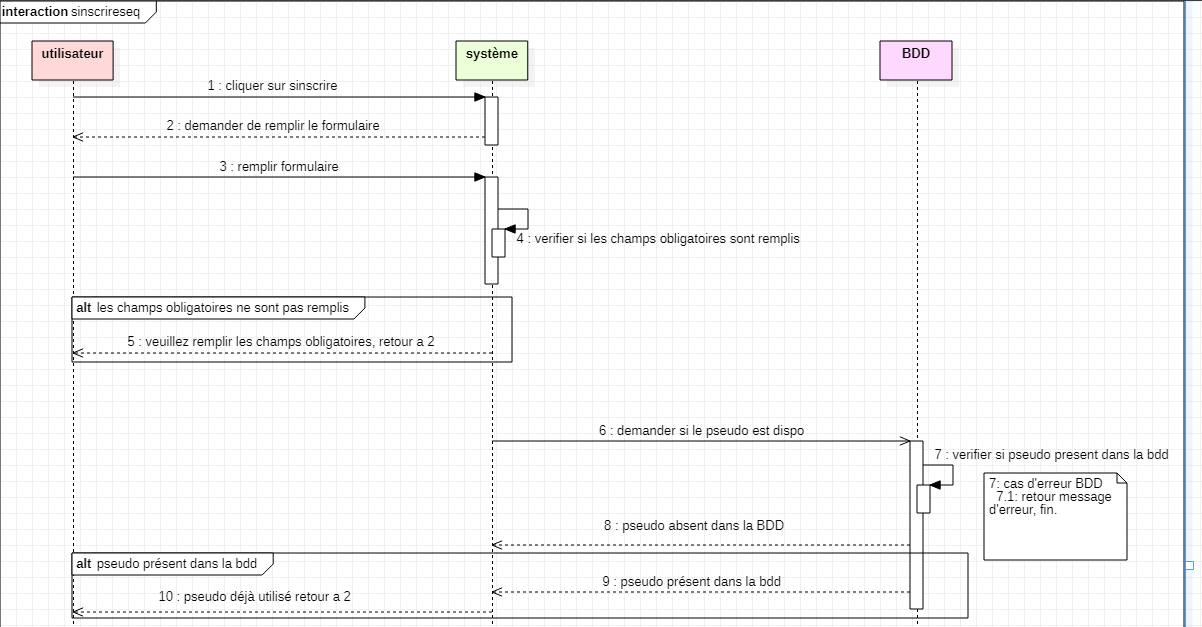 interaction sinscrireseq
utilisateur
système
BDD
1 : cliquer sur sinscrire
2 : demander de remplir le formulaire
3 : remplir formulaire
4 : verifier si les champs obligatoires sont remplis
alt les champs obligatoires ne sont pas remplis
5 : veuillez remplir les champs obligatoires, retour a 2
6 : demander si le pseudo est dispo
7 : verifier si pseudo present dans la bdd
7: cas d'erreur BDD
7.1: retour message
d'erreur, fin.
8 : pseudo absent dans la BDD
alt pseudo présent dans la bdd
9 : pseudo présent dans la bdd
10 : pseudo déjà utilisé retour a 2